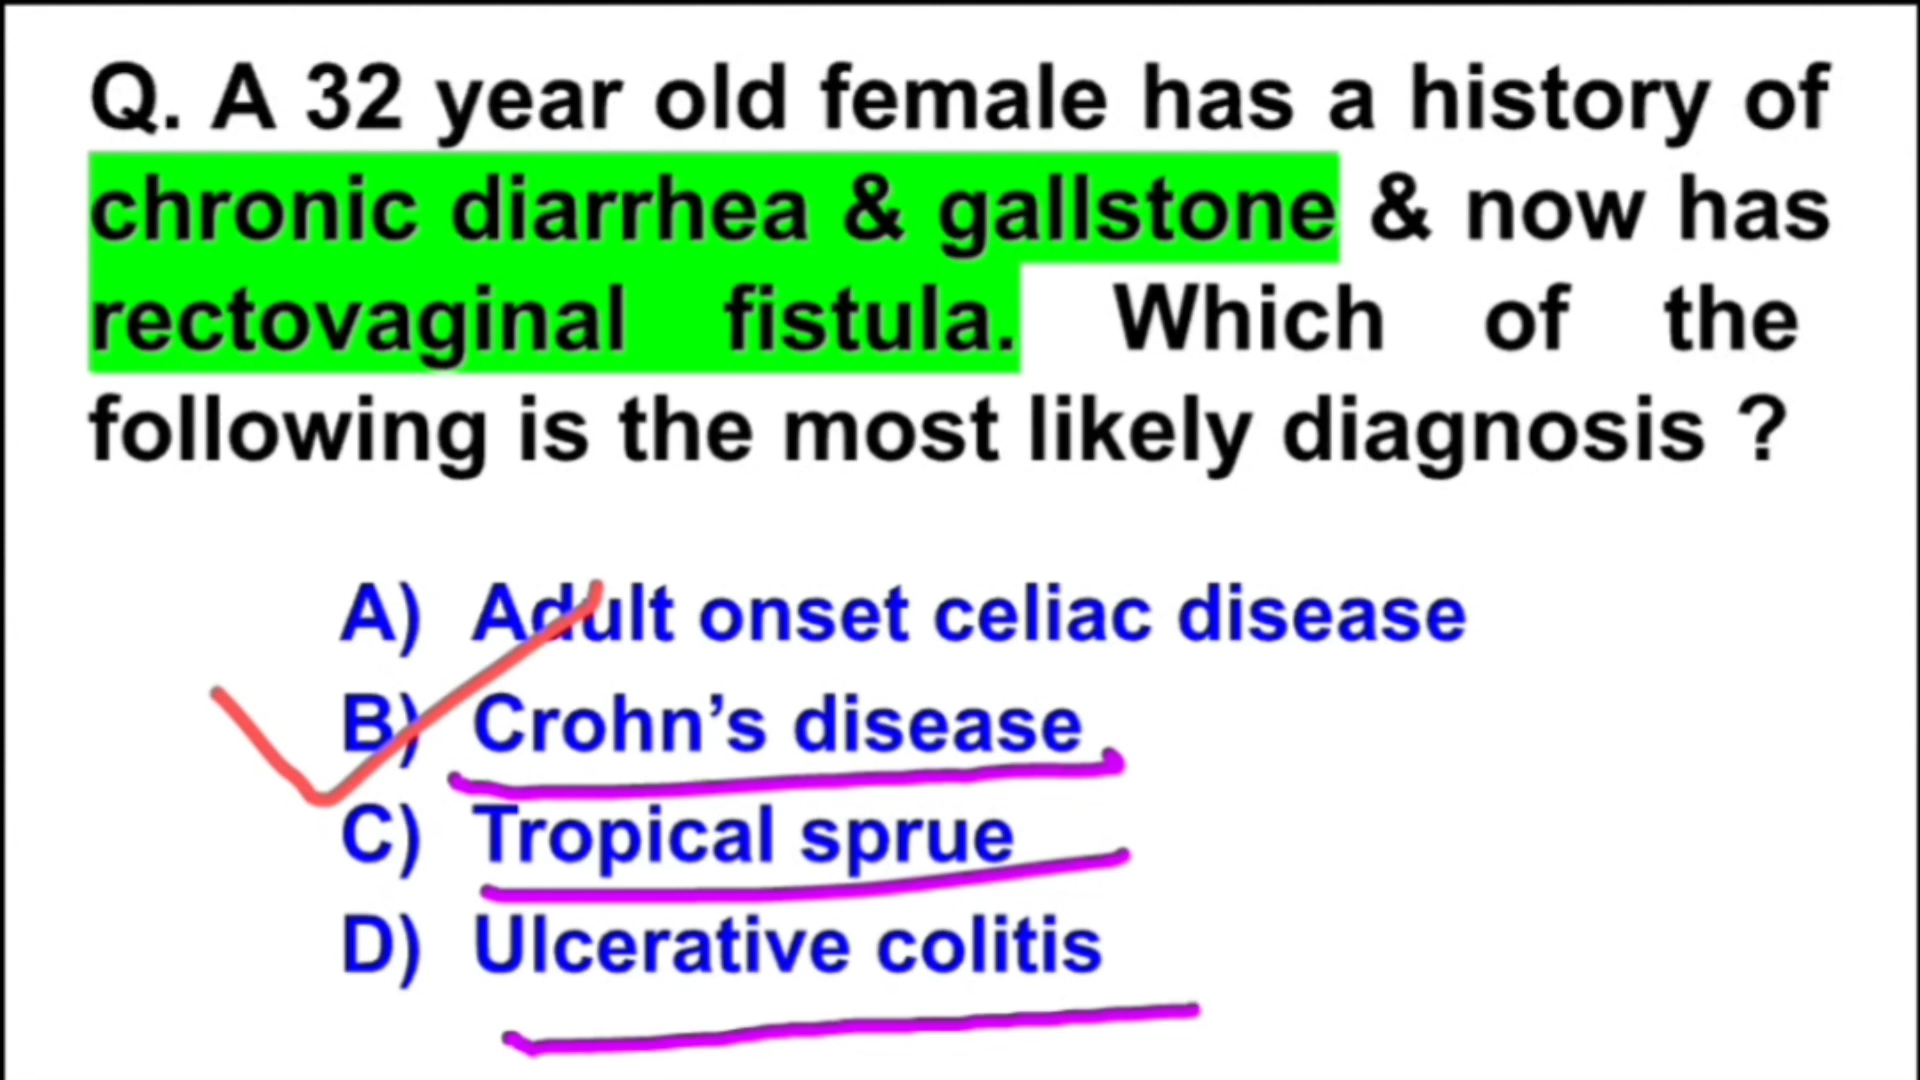 Q. A 32 year old female has a history of
chronic diarrhea & gallstone & now has
rectovaginal fistula. Which of the
following is the most likely diagnosis ?
A) Adult onset celiac disease
B) Crohn’s disease
C) Tropical sprue
D) Ulcerative colitis